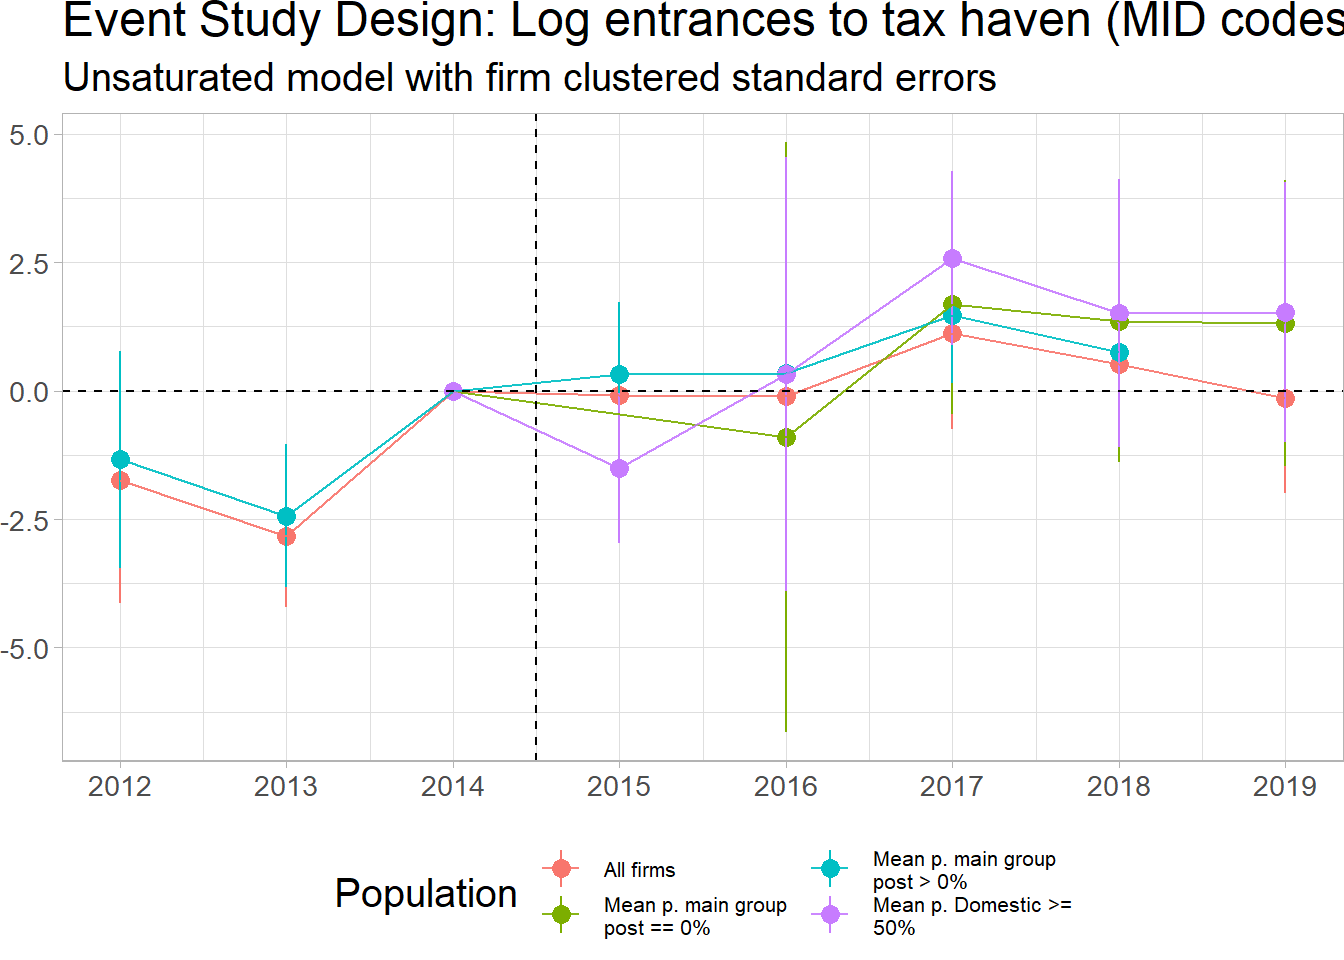 Event Study Design: Log entrances to tax haven (MID codes
Unsaturated model with firm clustered standard errors
5.0
2.5
0.0
-2.5
-5.0
2012 2013 2014 2015 2016 2017 2018 2019
Population
All firms
Mean p. main group
post == 0%
Mean p. main group
post > 0%
Mean p. Domestic >=
50%